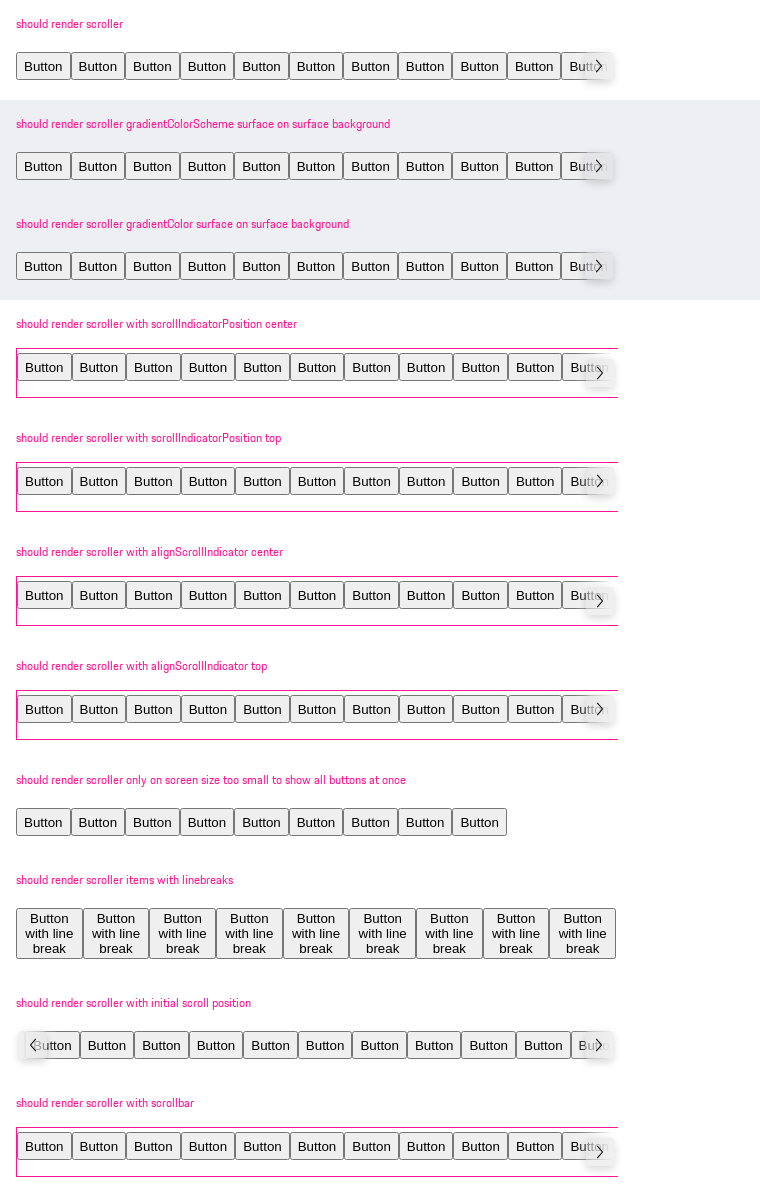 should render scroller
Button Button Button Button Button Button Button Button Button Button Button
should render scroller gradientColorScheme surface on surface background
Button Button Button Button Button Button Button Button Button Button Button
should render scroller gradientColor surface on surface background
Button Button Button Button Button Button Button Button Button Button Button
should render scroller with scrollIndicatorPosition center
Button Button Button Button Button Button Button Button Button Button Button
should render scroller with scrollIndicatorPosition top
Button Button Button Button Button Button Button Button Button Button Button
should render scroller with alignScrollIndicator center
Button Button Button Button Button Button Button Button Button Button Button
should render scroller with alignScrollIndicator top
Button Button Button Button Button Button Button Button Button Button Button
should render scroller only on screen size too small to show all buttons at once
Button Button Button Button Button Button Button Button Button
should render scroller items with linebreaks
Button Button Button Button Button Button Button Button Button
with line with line with line with line with line with line with line with line with line
break break break break break break break break break
should render scroller with initial scroll position
Button Button Button Button Button Button Button Button Button Button Butto
should render scroller with scrollbar
Button Button Button Button Button Button Button Button Button Button Button